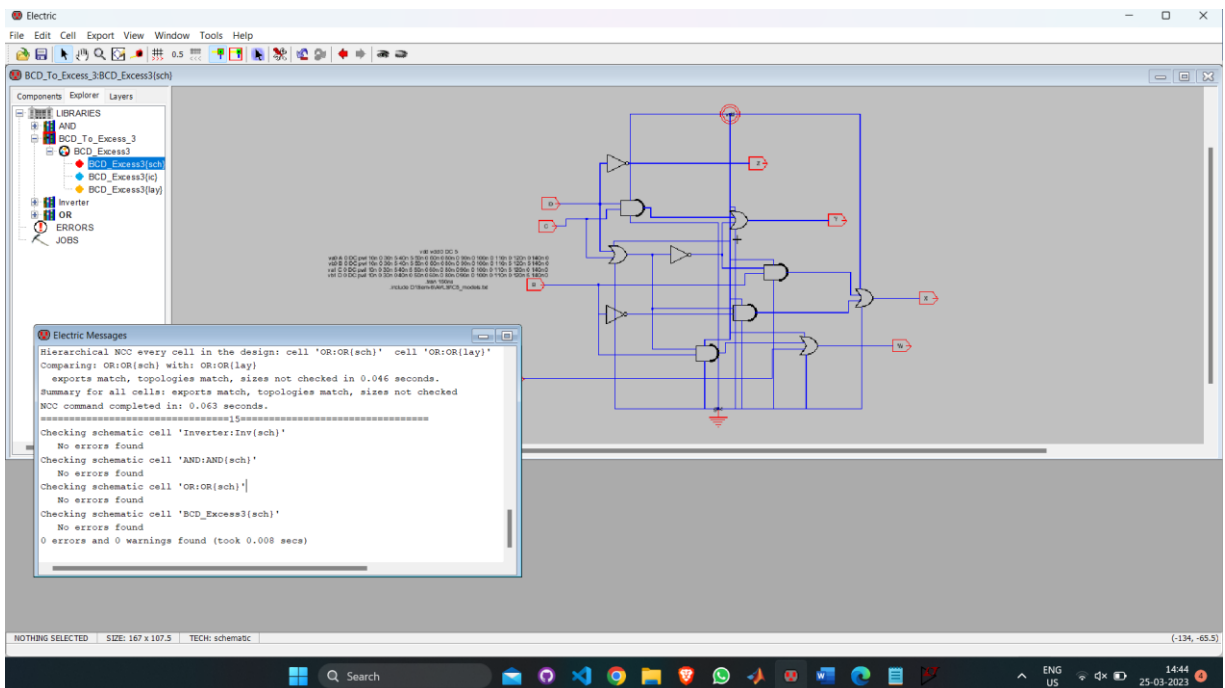 Electric
File Edit Cell Export View Window Tools Help
0.5
BCD_To_Excess_3:BCD_Excess3{sch}
Components Explorer Layers
LIBRARIES
AND
BCD_To_Excess_3
BCD_Excess3
BCD_Excess3{sch}
BCD_Excess3{ic}
BCD_Excess3{lay}
Inverter
OR
ERRORS
JOBS
vdd
Z
D
C
Y
B
X
W
gnd
Electric Messages
Hierarchical NCC every cell in the design: cell 'OR:OR{sch}' cell 'OR:OR{lay}'
Comparing: OR:OR{sch} with: OR:OR{lay}
exports match, topologies match, sizes not checked in 0.046 seconds.
Summary for all cells: exports match, topologies match, sizes not checked
NCC command completed in: 0.063 seconds.
==================================15==================================
Checking schematic cell 'Inverter:Inv{sch}'
No errors found
Checking schematic cell 'AND:AND{sch}'
No errors found
Checking schematic cell 'OR:OR{sch}'
No errors found
Checking schematic cell 'BCD_Excess3{sch}'
No errors found
0 errors and 0 warnings found (took 0.008 secs)
NOTHING SELECTED SIZE: 167 x 107.5 TECH: schematic (-134, -65.5)
Search
ENG
US
14:44
25-03-2023
4